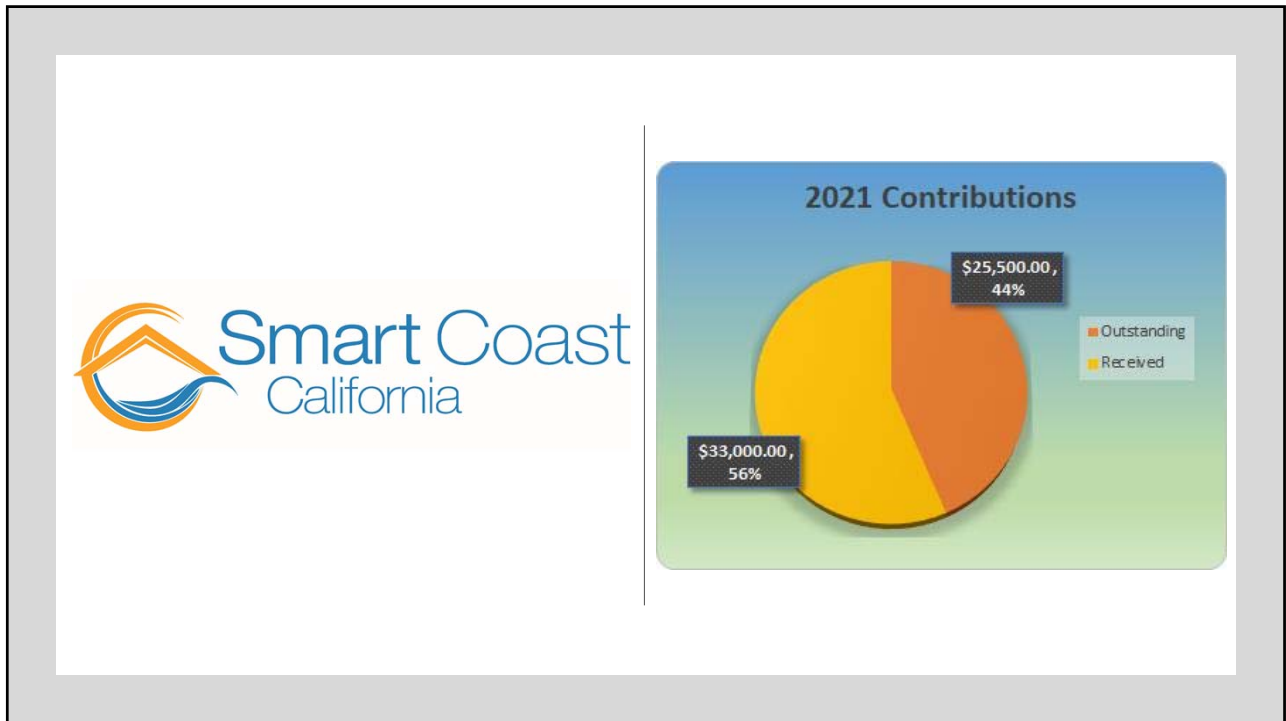 Smart Coast
California
2021 Contributions
$25,500.00 ,
44%
Outstanding
Received
$33,000.00 ,
56%